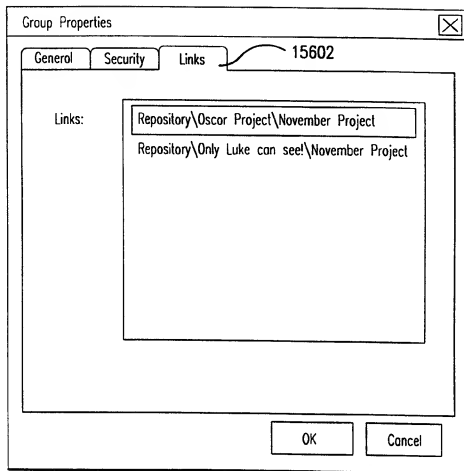 Group Properties
General Security Links 15602
Links:
Repository\Oscor Project\November Project
Repository\Only Luke can see!\November Project
OK Cancel